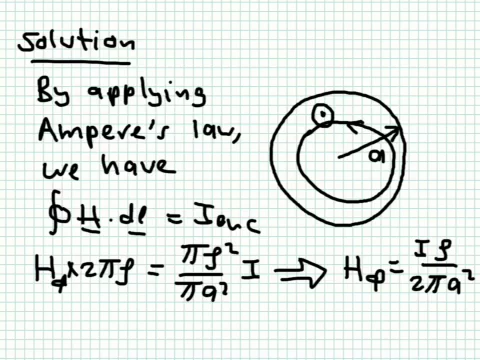 Solution
By applying
Ampere's law,
we have
a
∮ H · dl = Ienc
Hφ × 2πρ = πρ²/πa² I ⟹ Hφ = Iρ/2πa²